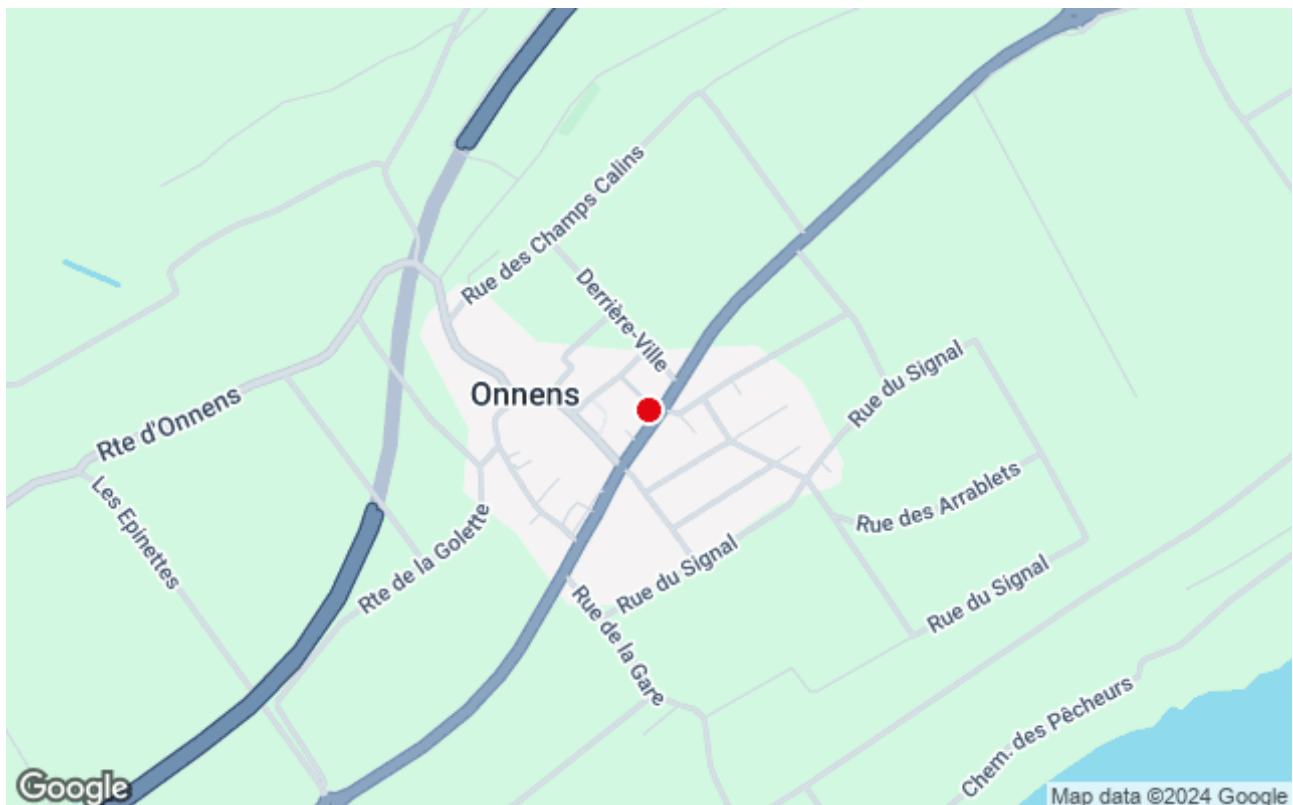 Rue des Champs Calins
Derrière-Ville
Onnens
Rte d'Onnens
Rue du Signal
Les Epinettes
Rue des Arrablets
Rte de la Golette
Rue du Signal
Rue du Signal
Rue de la Gare
Chem. des Pêcheurs
Google
Map data ©2024 Google